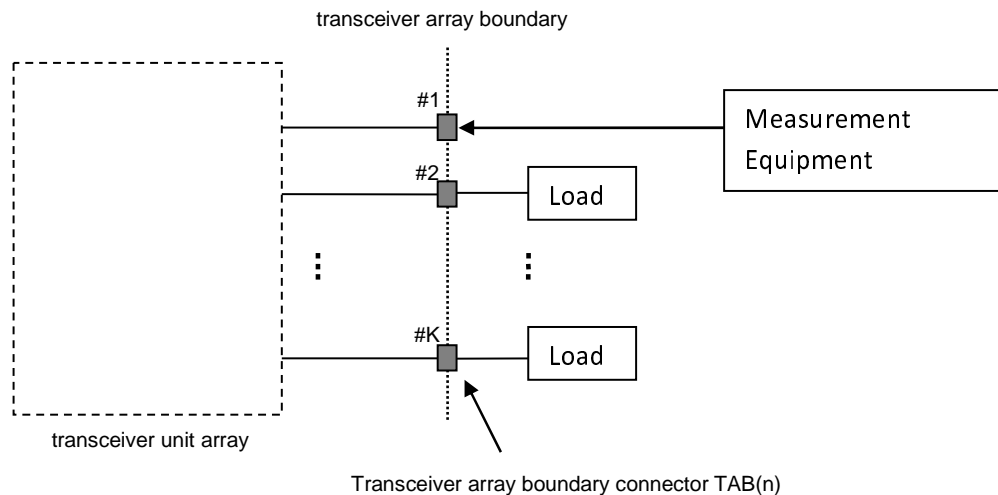 transceiver array boundary
#1
Measurement
Equipment
#2
Load
#K
Load
transceiver unit array
Transceiver array boundary connector TAB(n)